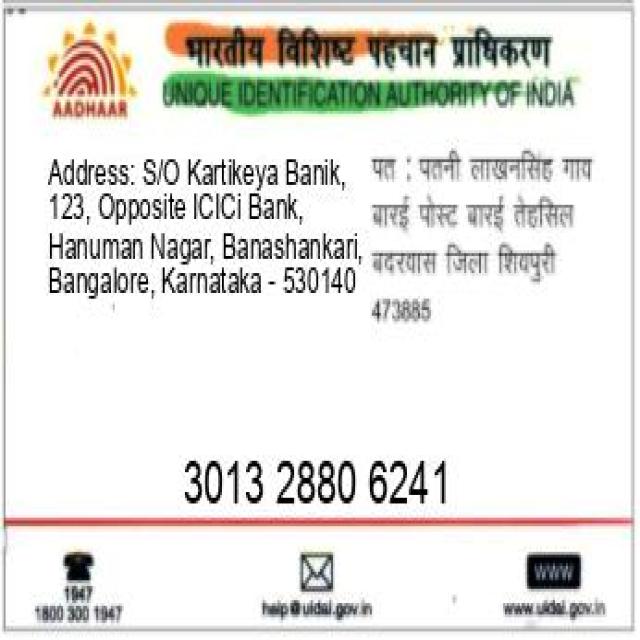 भारतीय विशिष्ट पहचान प्राधिकरण
AADHAAR
UNIQUE IDENTIFICATION AUTHORITY OF INDIA
Address: S/O Kartikeya Banik,
123, Opposite ICICi Bank,
Hanuman Nagar, Banashankari,
Bangalore, Karnataka - 530140
पत : पतनी लाखनसिंह गाव
बारई पोस्ट बारई तेहसिल
बदरवास जिला शिवपुरी
473885
3013 2880 6241
1947
1800 300 1947
help@uidai.gov.in
WWW
www.uidai.gov.in